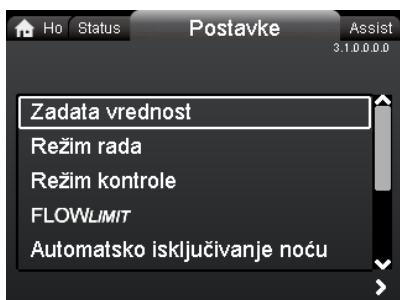 Ho Status Postavke Assist
3.1.0.0.0.0
Zadata vrednost
Režim rada
Režim kontrole
FLOWLIMIT
Automatsko isključivanje noću